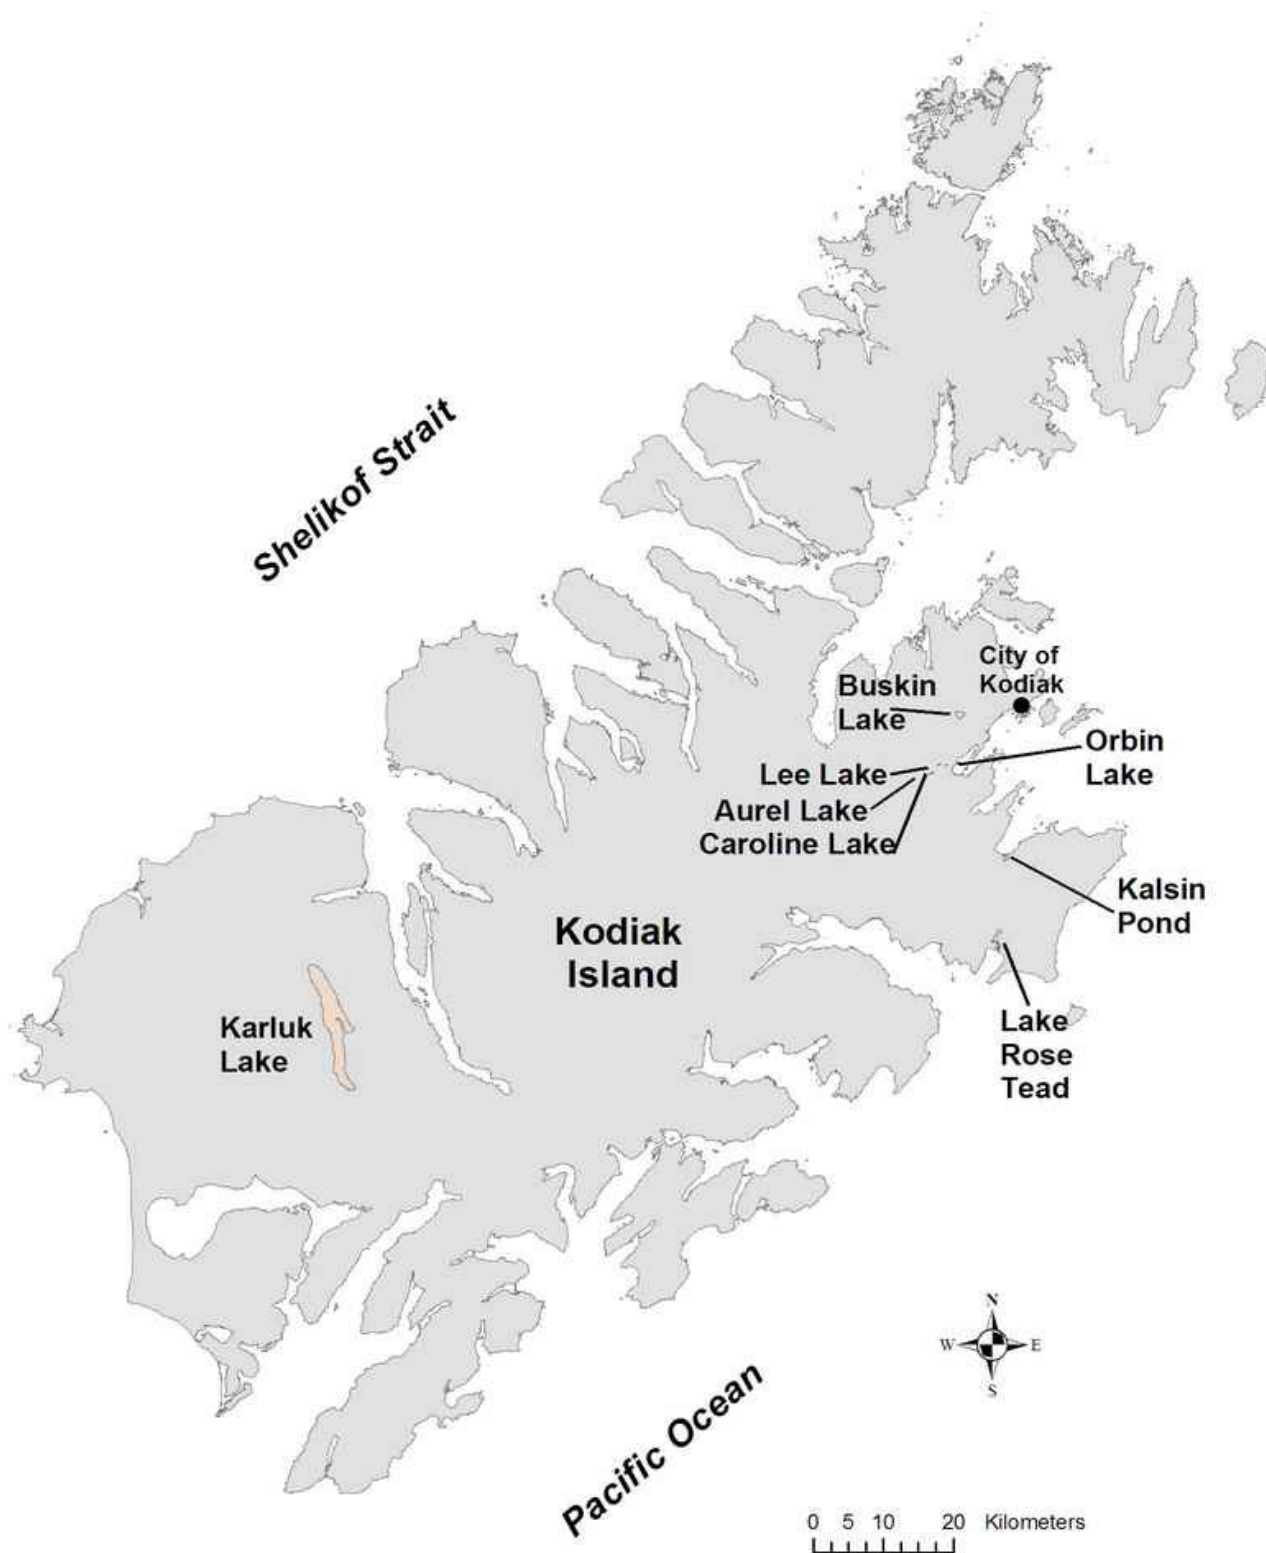 Shelikof Strait
City of
Kodiak
Buskin
Lake
Orbin
Lake
Lee Lake
Aurel Lake
Caroline Lake
Kalsin
Pond
Kodiak
Island
Karluk
Lake
Lake
Rose
Tead
N
W E
S
Pacific Ocean
0 5 10 20 Kilometers